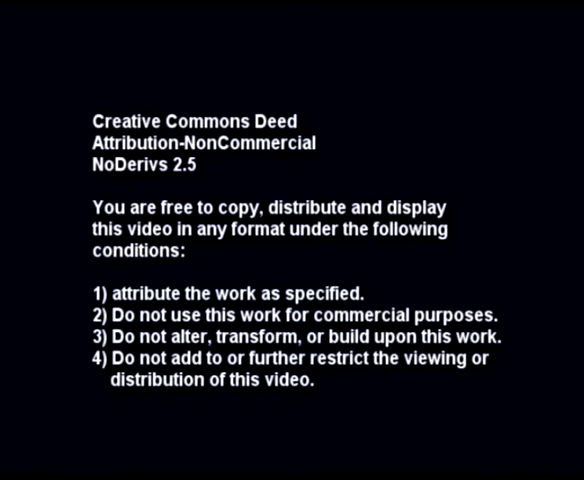 Creative Commons Deed
Attribution-NonCommercial
NoDerivs 2.5
You are free to copy, distribute and display
this video in any format under the following
conditions:
1) attribute the work as specified.
2) Do not use this work for commercial purposes.
3) Do not alter, transform, or build upon this work.
4) Do not add to or further restrict the viewing or
distribution of this video.